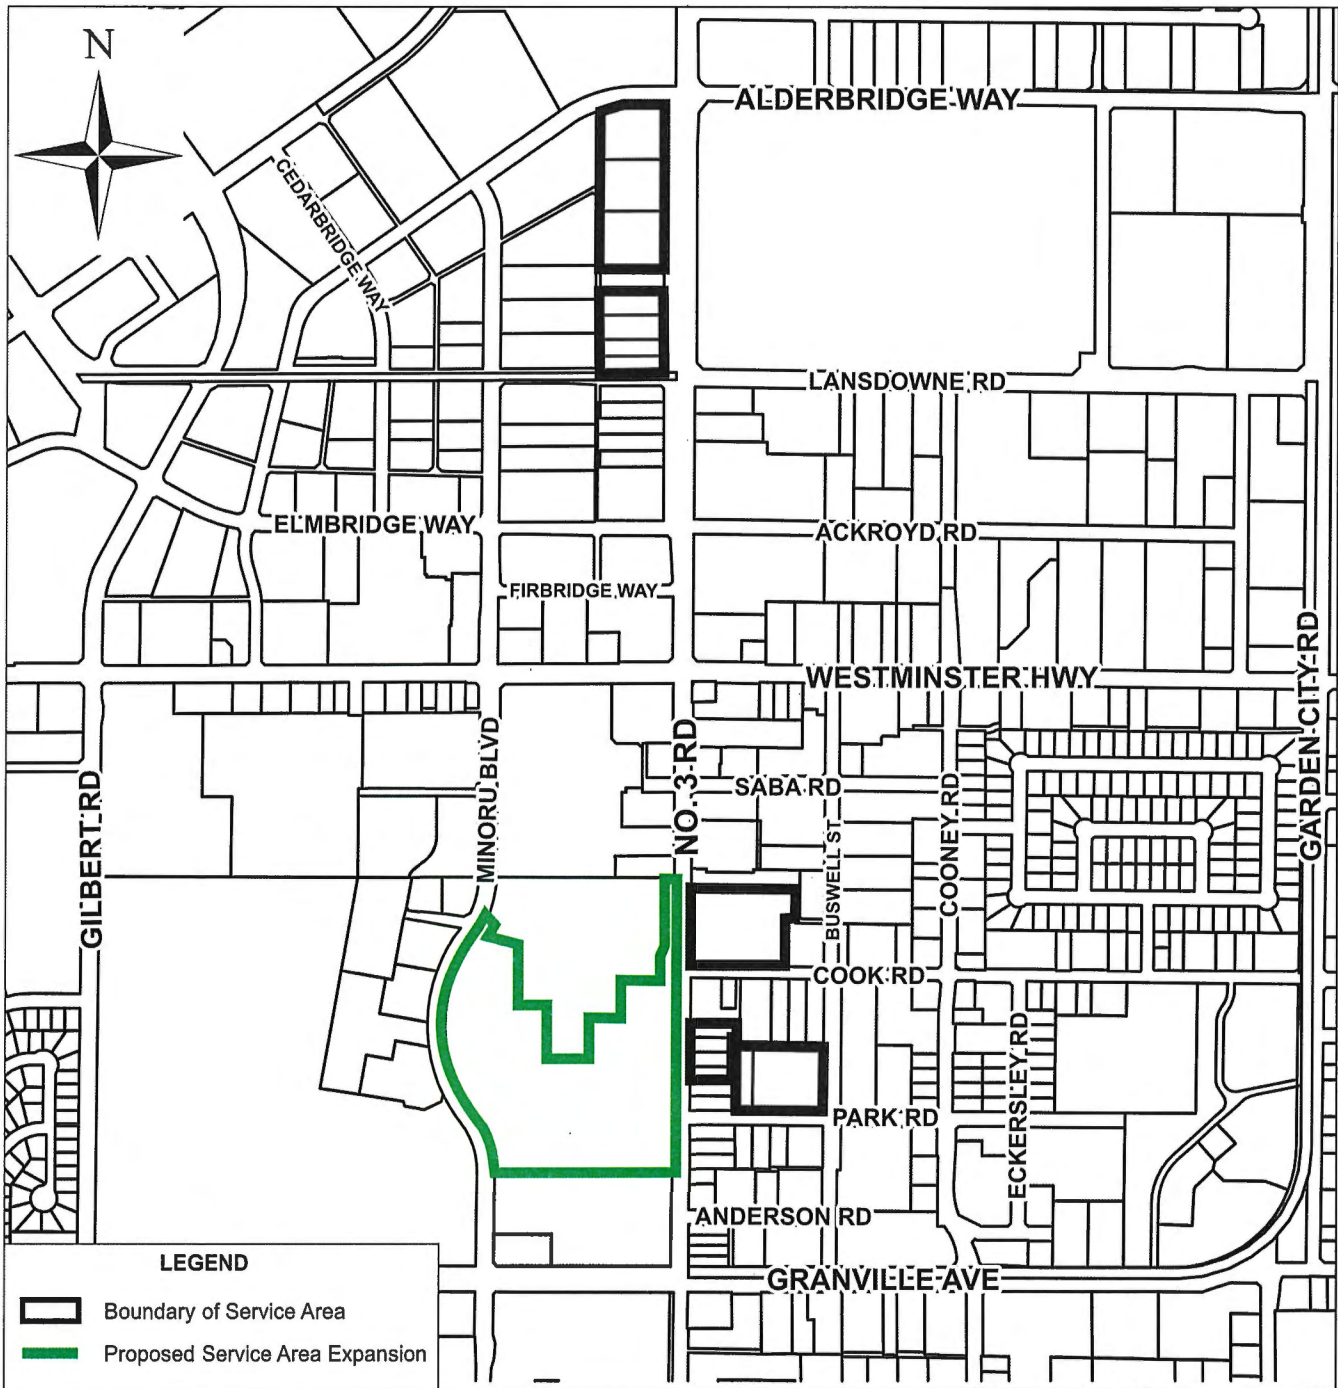 N
ALDERBRIDGE WAY
CEDARBRIDGE WAY
LANSDOWNE RD
ELMBRIDGE WAY
ACKROYD RD
FIRBRIDGE WAY
WESTMINSTER HWY
GARDEN CITY RD
MINORU BLVD
NO. 3 RD
SABA RD
GILBERT RD
BUSWELL ST
COONEY RD
COOK RD
ECKERSLEY RD
PARK RD
ANDERSON RD
GRANVILLE AVE
LEGEND
Boundary of Service Area
Proposed Service Area Expansion